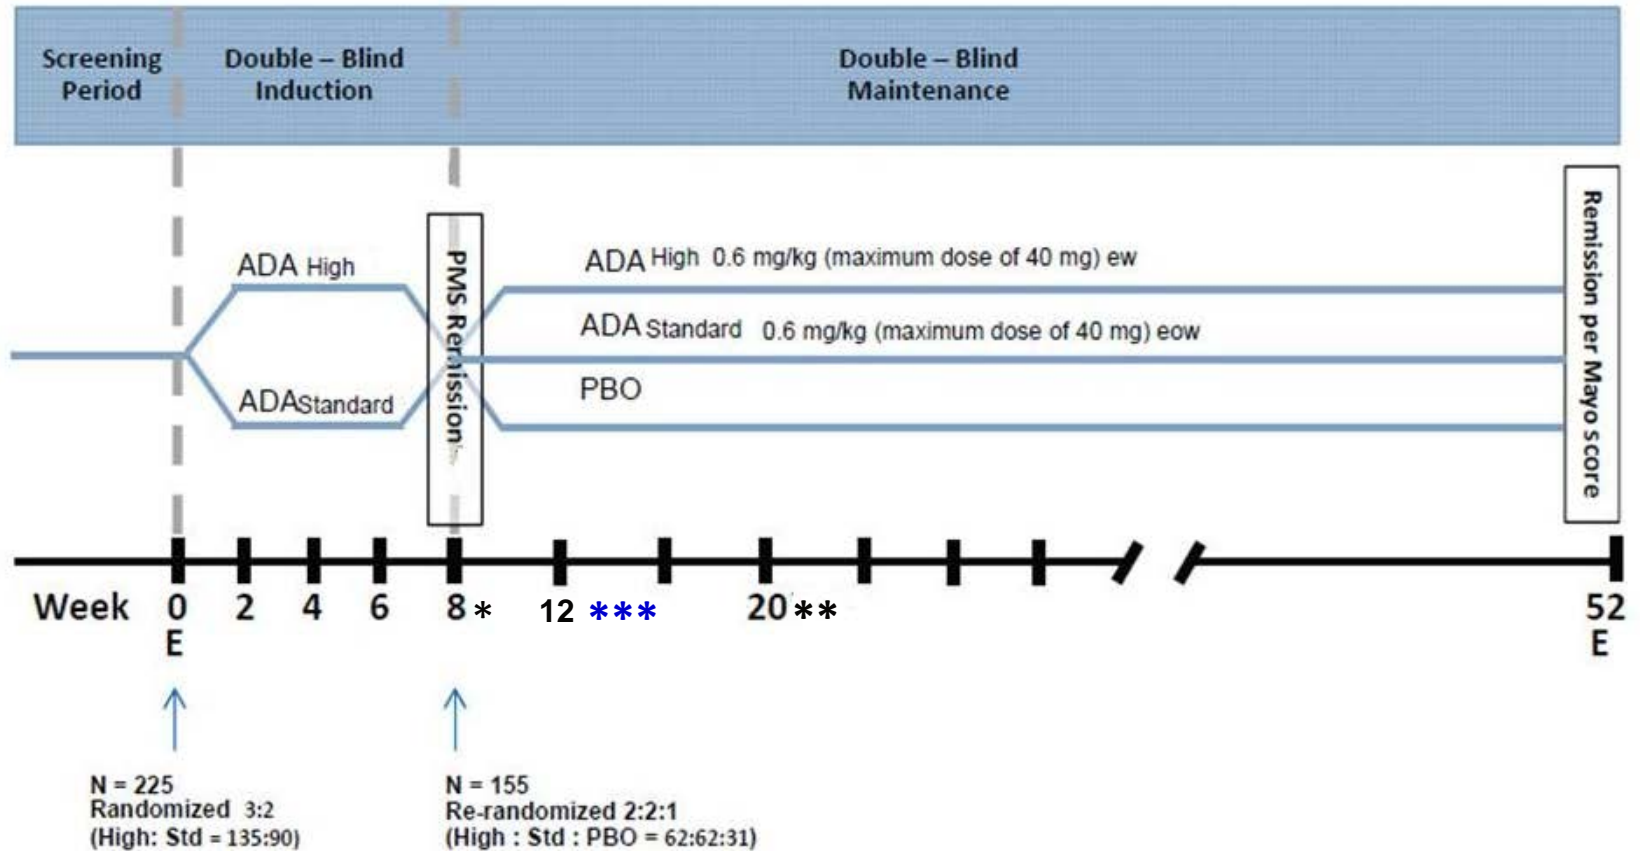 Screening
Period
Double – Blind
Induction
Double – Blind
Maintenance
ADA High
ADA Standard
PMS Remission
ADA High 0.6 mg/kg (maximum dose of 40 mg) ew
ADA Standard 0.6 mg/kg (maximum dose of 40 mg) eow
PBO
Remission per Mayo score
Week 0 2 4 6 8 * 12 *** 20 ** 52
E E
N = 225
Randomized 3:2
(High: Std = 135:90)
N = 155
Re-randomized 2:2:1
(High : Std : PBO = 62:62:31)